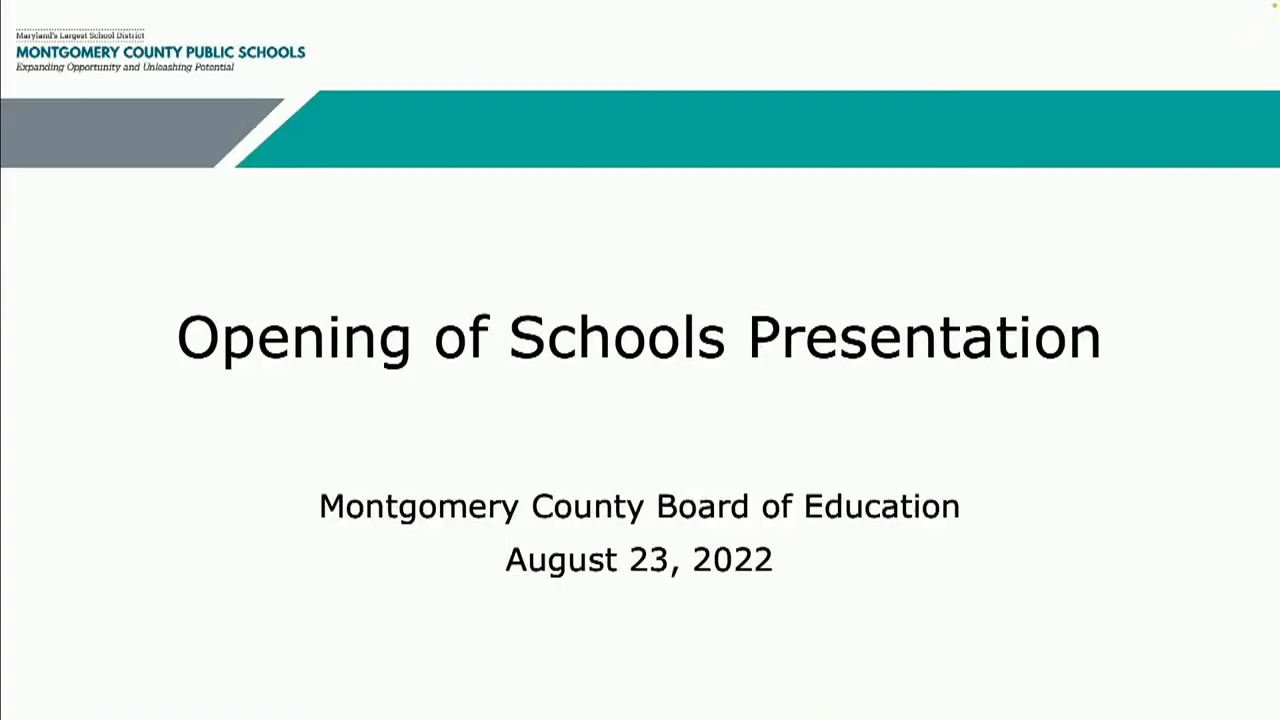 Maryland's Largest School District
MONTGOMERY COUNTY PUBLIC SCHOOLS
Expanding Opportunity and Unleashing Potential
Opening of Schools Presentation
Montgomery County Board of Education
August 23, 2022